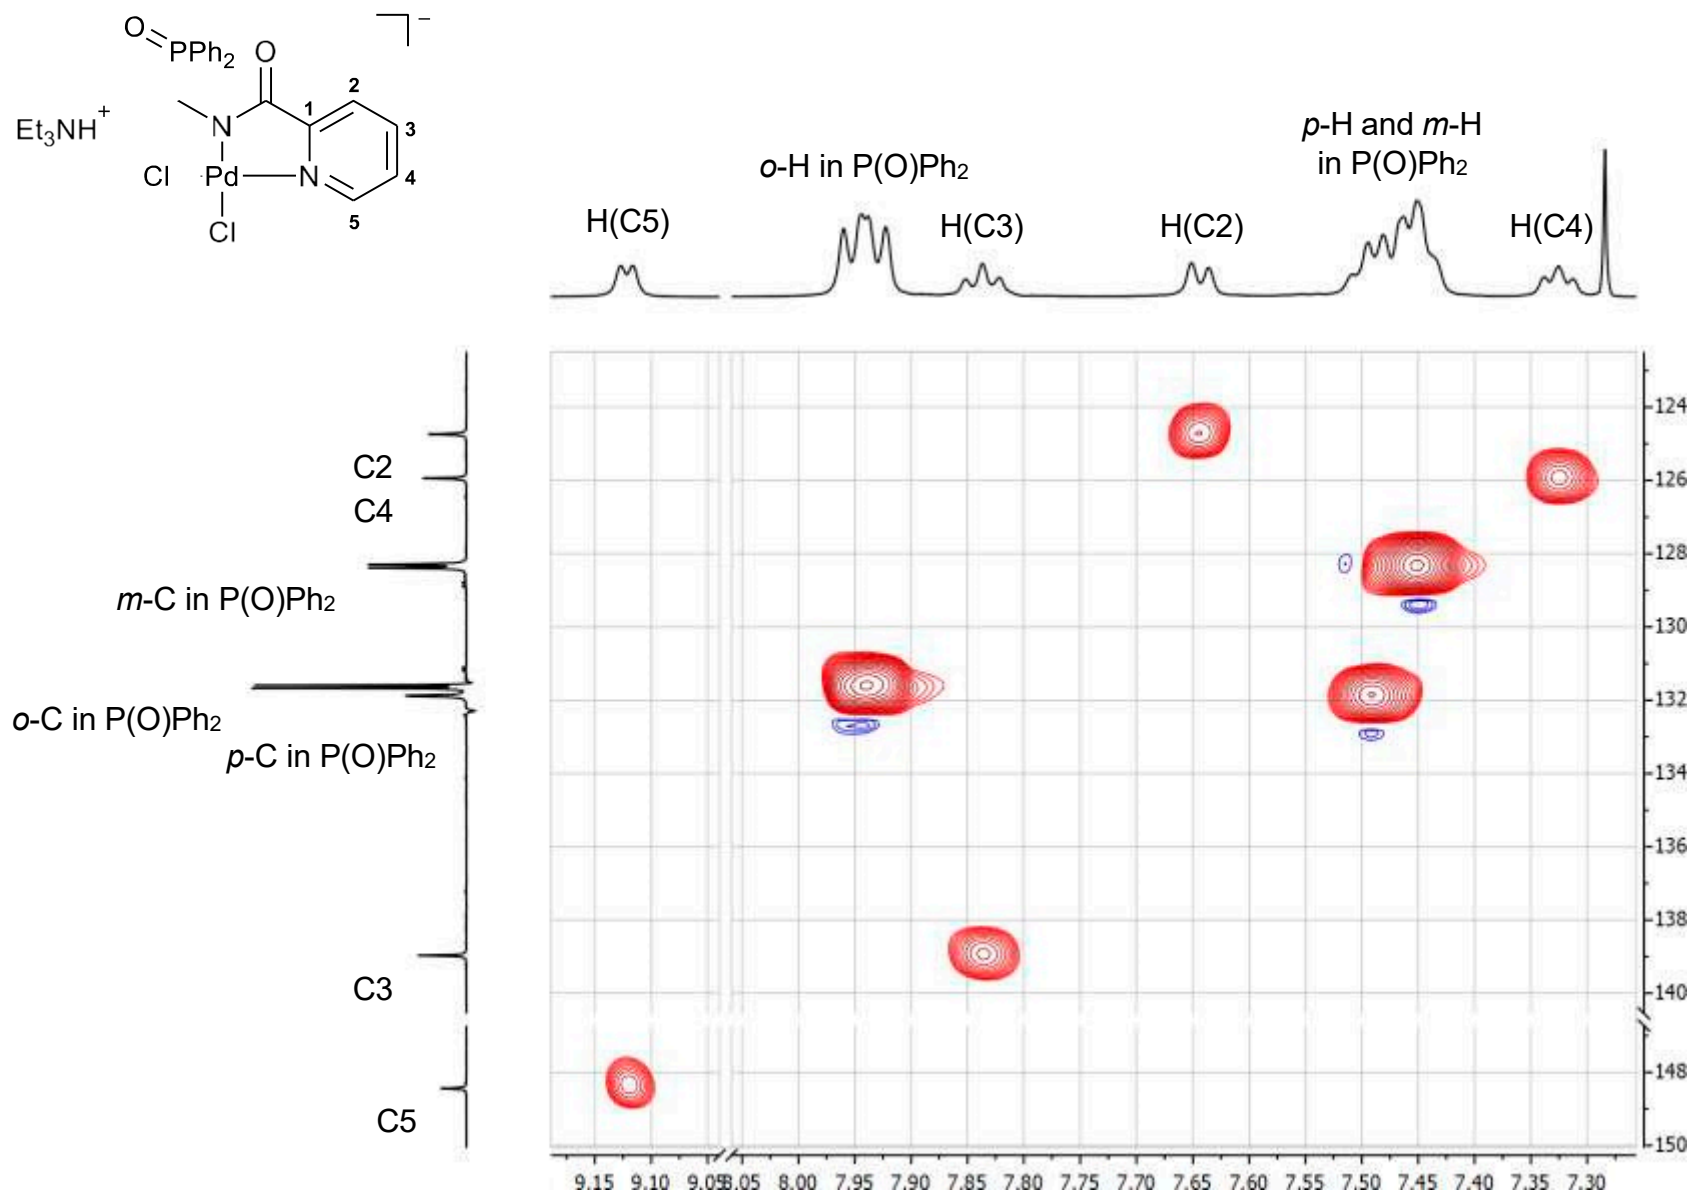 O
PPh2
O
−
2
1
3
Et3NH+
N
Cl
Pd
N
4
Cl
5
p-H and m-H
in P(O)Ph2
o-H in P(O)Ph2
H(C5)
H(C3)
H(C2)
H(C4)
C2
C4
m-C in P(O)Ph2
o-C in P(O)Ph2
p-C in P(O)Ph2
C3
C5
124
126
128
130
132
134
136
138
140
148
150
9.15 9.10 9.05 8.05 8.00 7.95 7.90 7.85 7.80 7.75 7.70 7.65 7.60 7.55 7.50 7.45 7.40 7.35 7.30